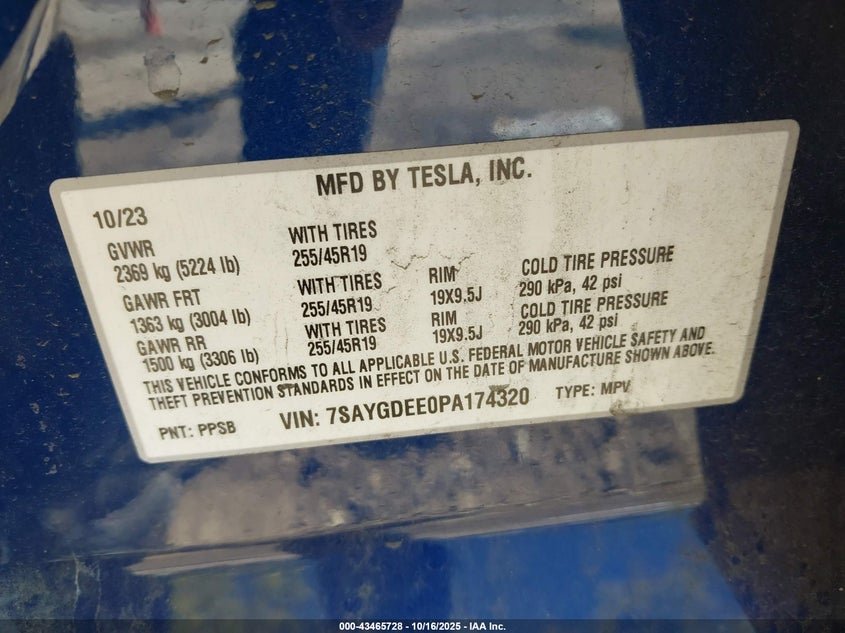 MFD BY TESLA, INC.
10/23
GVWR WITH TIRES
2369 kg (5224 lb) 255/45R19
GAWR FRT WITH TIRES RIM COLD TIRE PRESSURE
1363 kg (3004 lb) 255/45R19 19X9.5J 290 kPa, 42 psi
GAWR RR WITH TIRES RIM COLD TIRE PRESSURE
1500 kg (3306 lb) 255/45R19 19X9.5J 290 kPa, 42 psi
THIS VEHICLE CONFORMS TO ALL APPLICABLE U.S. FEDERAL MOTOR VEHICLE SAFETY AND
THEFT PREVENTION STANDARDS IN EFFECT ON THE DATE OF MANUFACTURE SHOWN ABOVE.
PNT: PPSB VIN: 7SAYGDEE0PA174320 TYPE: MPV
000-43465728 - 10/16/2025 - IAA Inc.